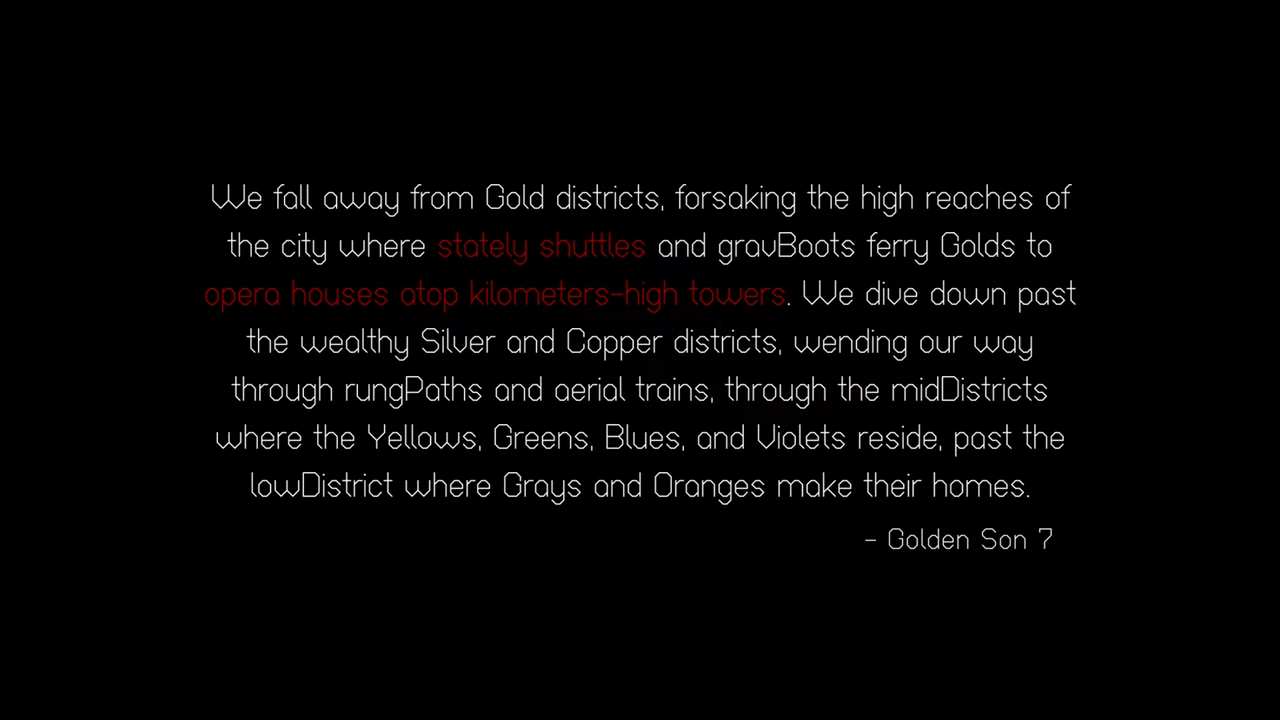 We fall away from Gold districts, forsaking the high reaches of
the city where stately shuttles and gravBoots ferry Golds to
opera houses atop kilometers-high towers. We dive down past
the wealthy Silver and Copper districts, wending our way
through rungPaths and aerial trains, through the midDistricts
where the Yellows, Greens, Blues, and Violets reside, past the
lowDistrict where Grays and Oranges make their homes.
- Golden Son 7